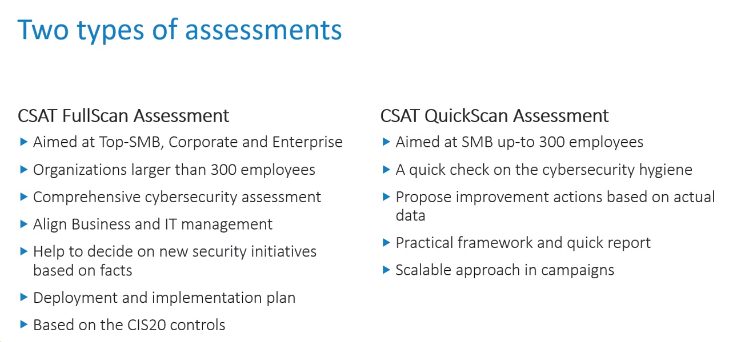 Two types of assessments
CSAT FullScan Assessment
Aimed at Top-SMB, Corporate and Enterprise
Organizations larger than 300 employees
Comprehensive cybersecurity assessment
Align Business and IT management
Help to decide on new security initiatives
based on facts
Deployment and implementation plan
Based on the CIS20 controls
CSAT QuickScan Assessment
Aimed at SMB up-to 300 employees
A quick check on the cybersecurity hygiene
Propose improvement actions based on actual
data
Practical framework and quick report
Scalable approach in campaigns